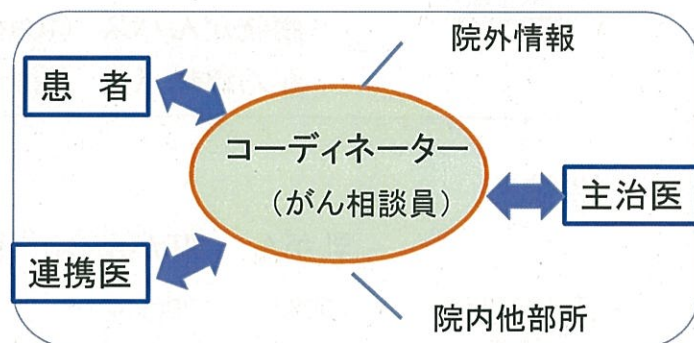 院外情報
患 者
コーディネーター
(がん相談員)
主治医
連携医
院内他部所